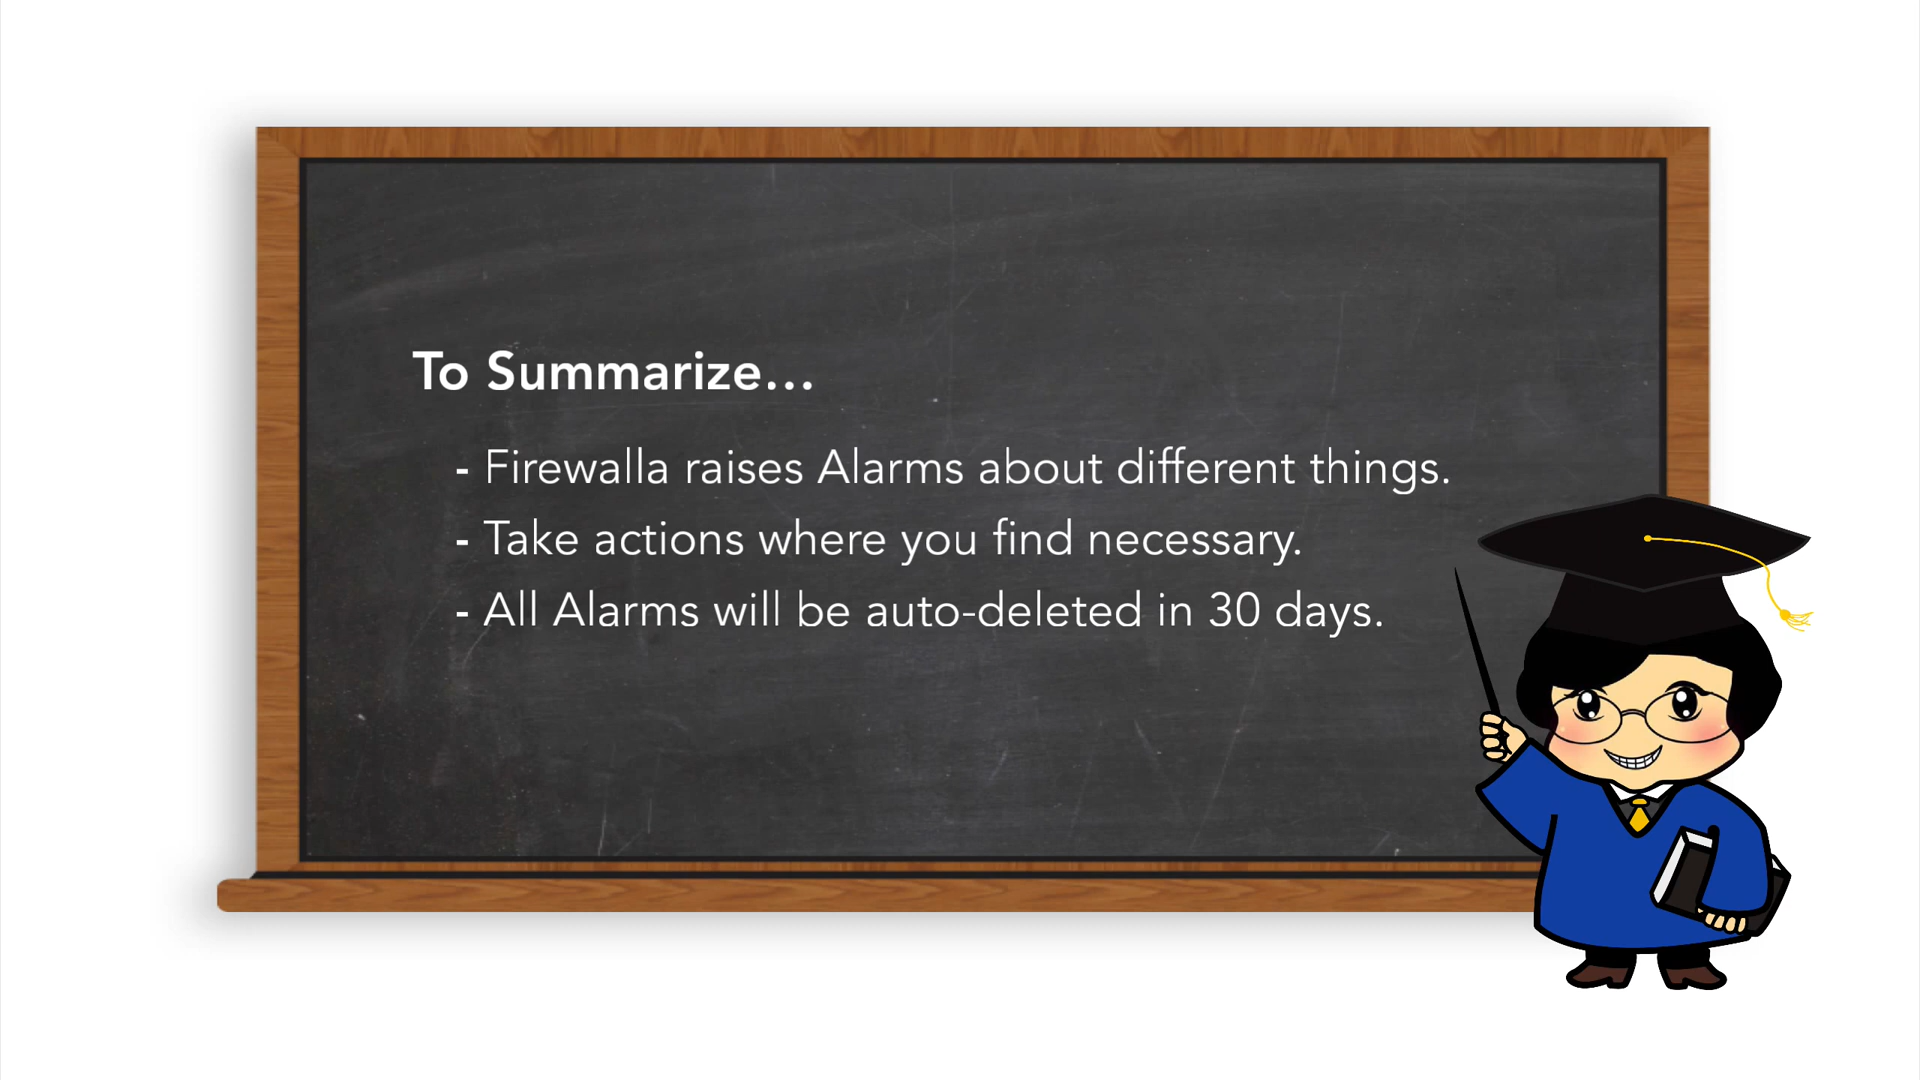 To Summarize...
- Firewalla raises Alarms about different things.
- Take actions where you find necessary.
- All Alarms will be auto-deleted in 30 days.